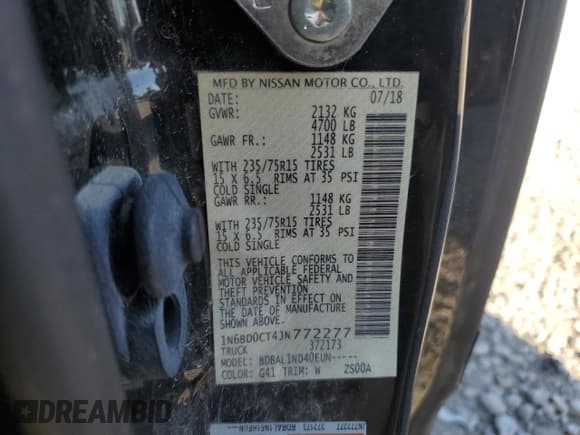 MFD BY NISSAN MOTOR CO., LTD.
DATE: 07/18
GVWR: 2132 KG
4700 LB
GAWR FR.: 1148 KG
2531 LB
WITH 235/75R15 TIRES
15 X 6.5 RIMS AT 35 PSI
COLD SINGLE
GAWR RR.: 1148 KG
2531 LB
WITH 235/75R15 TIRES
15 X 6.5 RIMS AT 35 PSI
COLD SINGLE
THIS VEHICLE CONFORMS TO
ALL APPLICABLE FEDERAL
MOTOR VEHICLE SAFETY AND
THEFT PREVENTION
STANDARDS IN EFFECT ON
THE DATE OF MANUFACTURE
SHOWN ABOVE
1N6BD0CT4JN772277
TRUCK 372173
MODEL: BDBAL1ND40EUN-----
COLOR: G41 TRIM: W ZS00A
DREAMBID